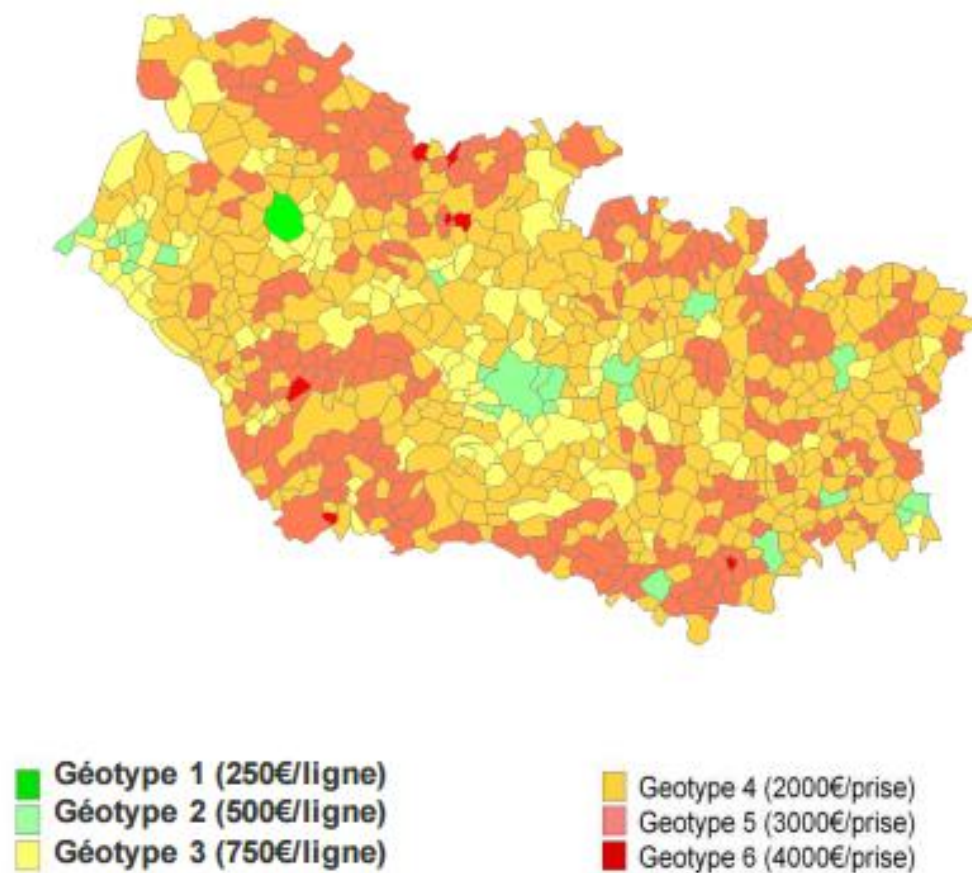 Géotype 1 (250€/ligne)
Géotype 2 (500€/ligne)
Géotype 3 (750€/ligne)
Geotype 4 (2000€/prise)
Geotype 5 (3000€/prise)
Geotype 6 (4000€/prise)